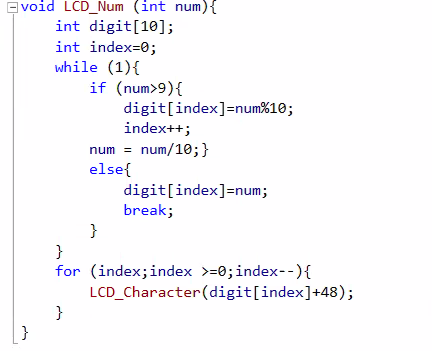 void LCD_Num (int num){
    int digit[10];
    int index=0;
    while (1){
        if (num>9){
            digit[index]=num%10;
            index++;
        num = num/10;}
        else{
            digit[index]=num;
            break;
        }
    }
    for (index;index >=0;index--){
        LCD_Character(digit[index]+48);
    }
}